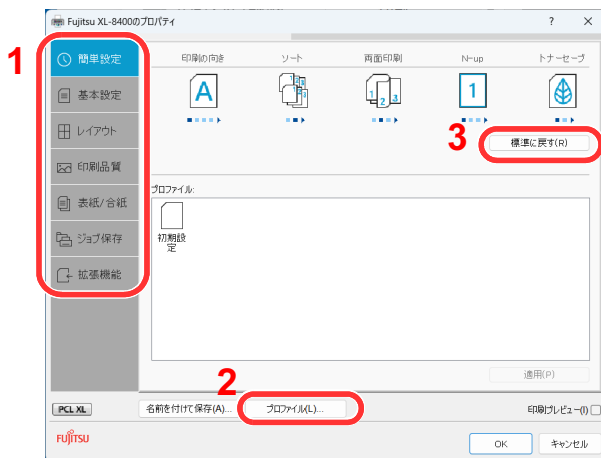 Fujitsu XL-8400のプロパティ
? ×
1
簡単設定
基本設定
レイアウト
印刷品質
表紙/合紙
ジョブ保存
拡張機能
印刷の向き ソート 両面印刷 N-up トナーセーブ
A 1 2 3 1 2 3 1
3
標準に戻す(R)
プロファイル:
初期設
定
適用(P)
2
PCL XL 名前を付けて保存(A)... プロファイル(L)... 印刷プレビュー(I)
FUJITSU
OK キャンセル